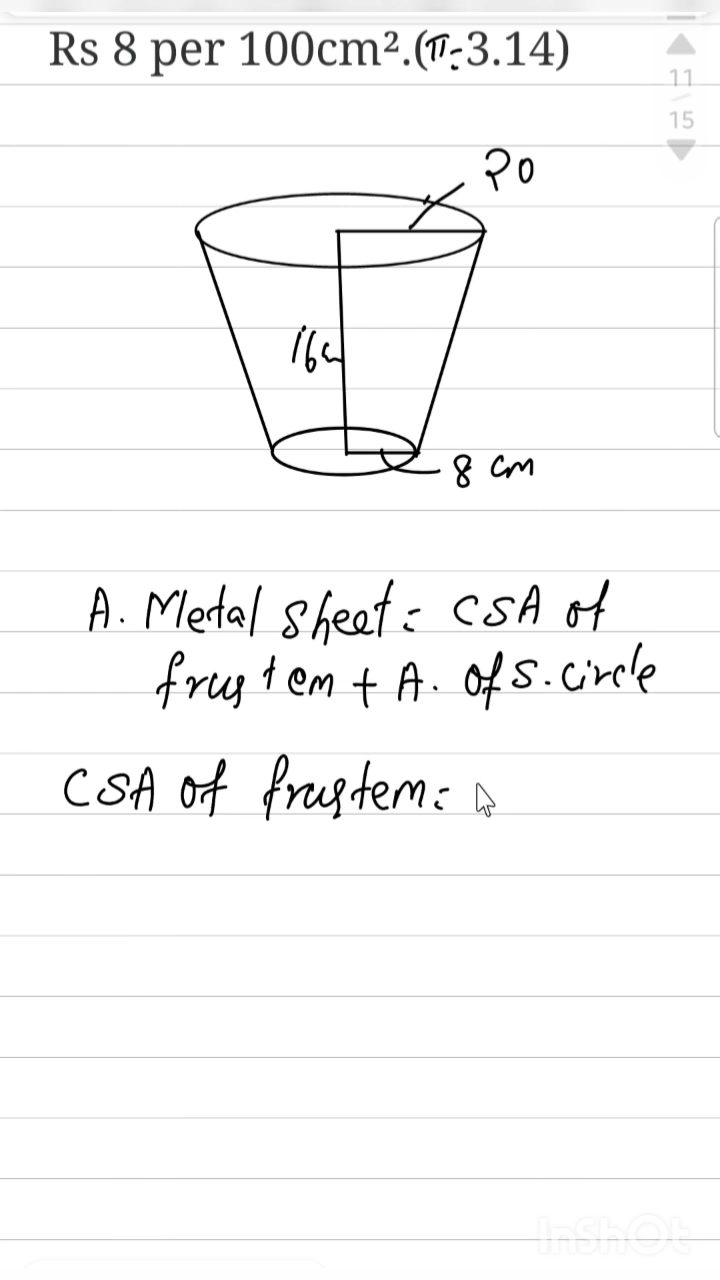 Rs 8 per 100cm².(π=3.14)
11
15
20
16c
8 cm
A. Metal sheet = CSA of
frustem + A. of S. circle
CSA of frustem =
InShOt